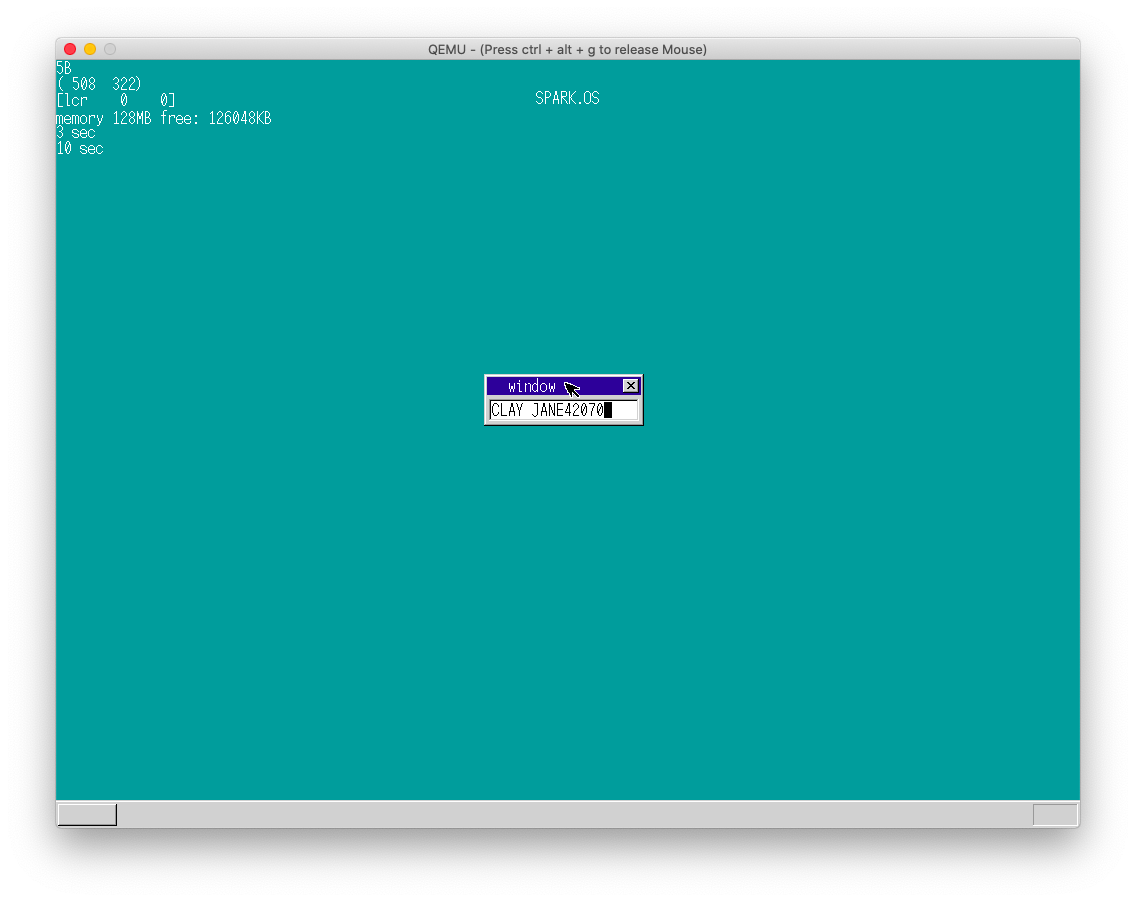 QEMU - (Press ctrl + alt + g to release Mouse)
5B
( 508  322)
[lcr    0    0]
SPARK.OS
memory 128MB free: 126048KB
3 sec
10 sec
window
CLAY JANE42070